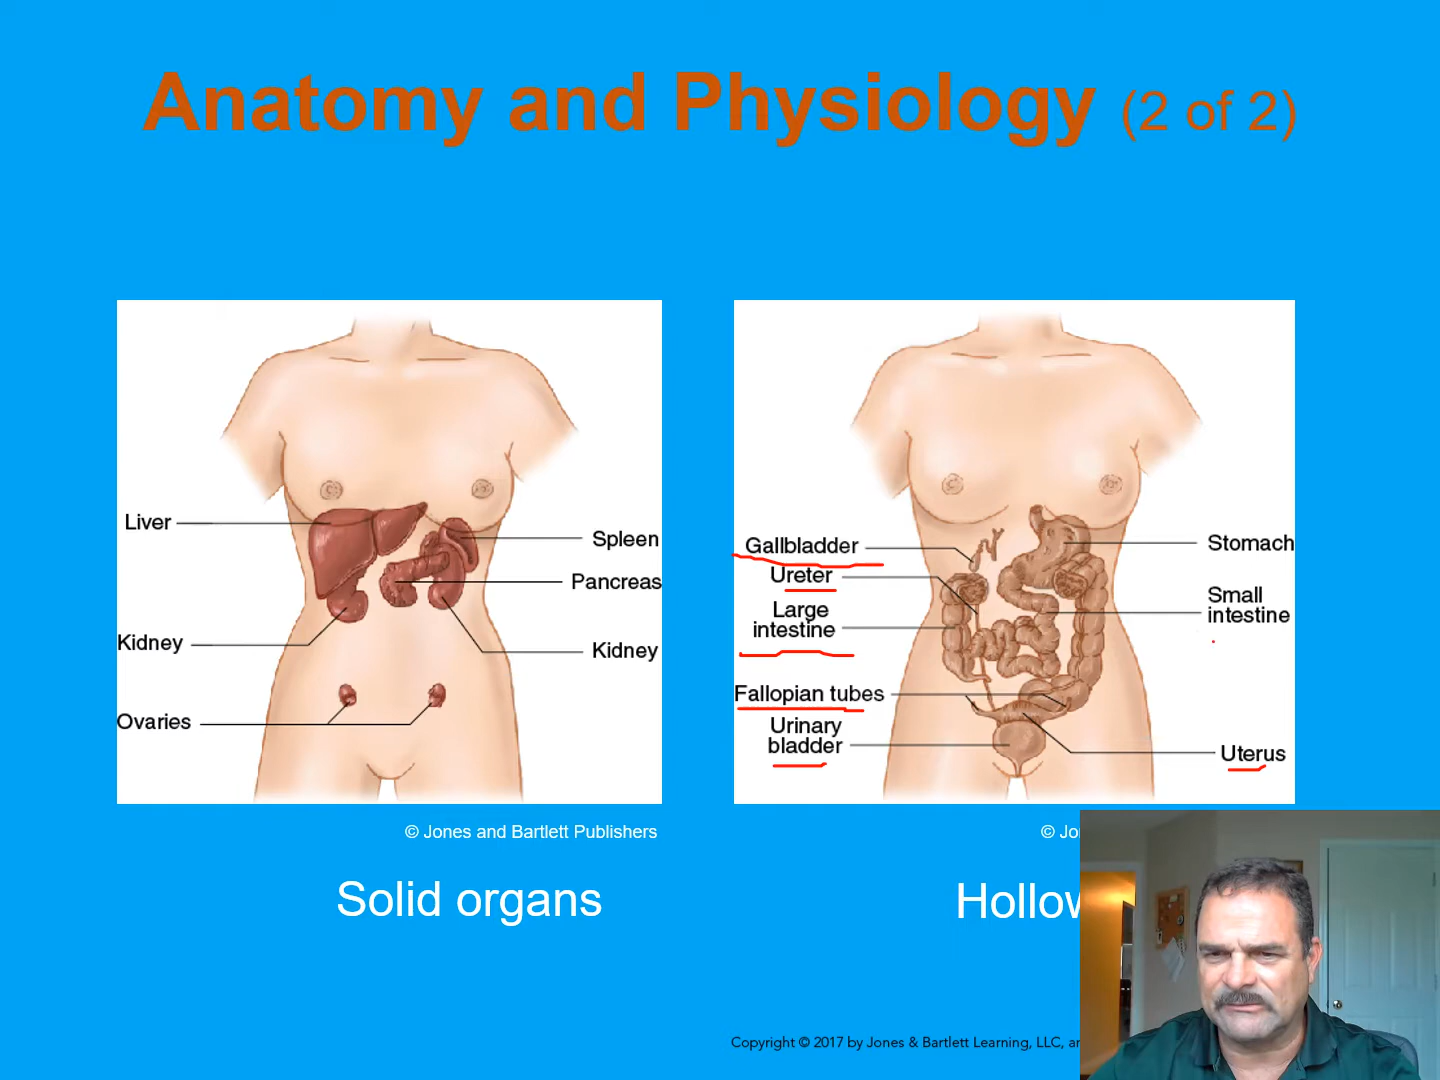 Anatomy and Physiology (2 of 2)
Liver
Spleen
Pancreas
Kidney
Kidney
Ovaries
© Jones and Bartlett Publishers
Solid organs
Gallbladder
Ureter
Large
intestine
Fallopian tubes
Urinary
bladder
Stomach
Small
intestine
Uterus
©
Copyright © 2017 by Jones & Bartlett Learning, LLC,